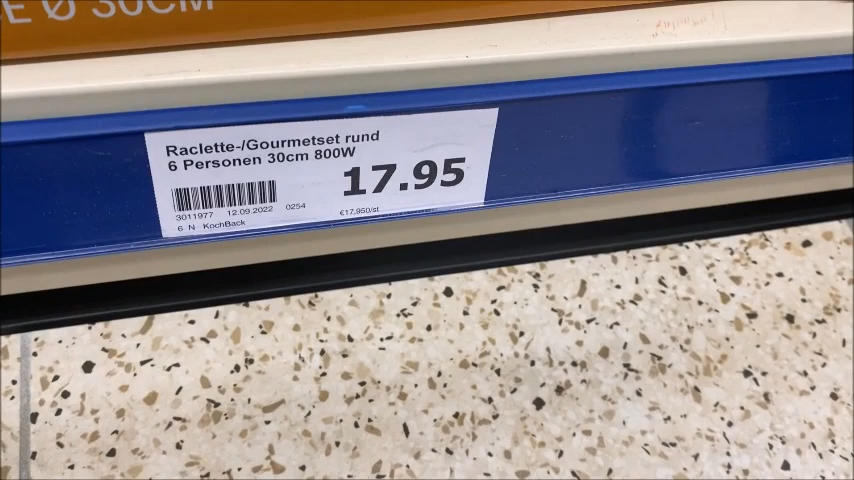 E Ø 30CM
Raclette-/Gourmetset rund
6 Personen 30cm 800W
17.95
3011977 12.09.2022 0254
€17.950/st
6 N KochBack